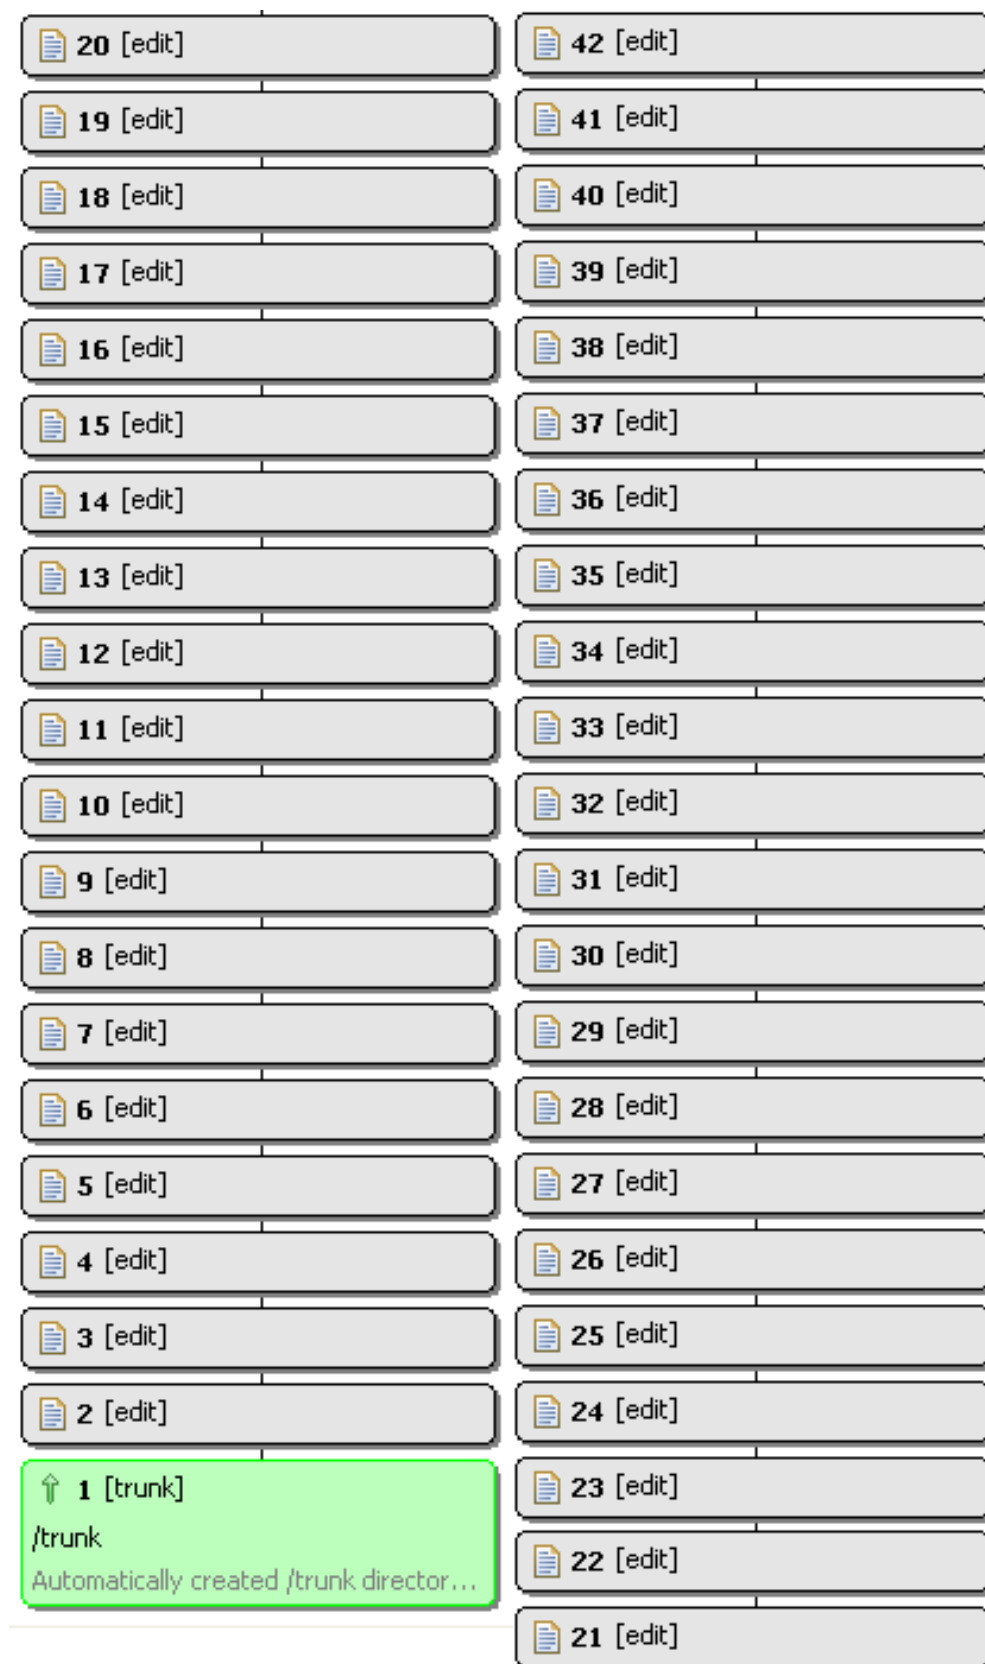 20 [edit]
19 [edit]
18 [edit]
17 [edit]
16 [edit]
15 [edit]
14 [edit]
13 [edit]
12 [edit]
11 [edit]
10 [edit]
9 [edit]
8 [edit]
7 [edit]
6 [edit]
5 [edit]
4 [edit]
3 [edit]
2 [edit]
1 [trunk]
/trunk
Automatically created /trunk director...
42 [edit]
41 [edit]
40 [edit]
39 [edit]
38 [edit]
37 [edit]
36 [edit]
35 [edit]
34 [edit]
33 [edit]
32 [edit]
31 [edit]
30 [edit]
29 [edit]
28 [edit]
27 [edit]
26 [edit]
25 [edit]
24 [edit]
23 [edit]
22 [edit]
21 [edit]